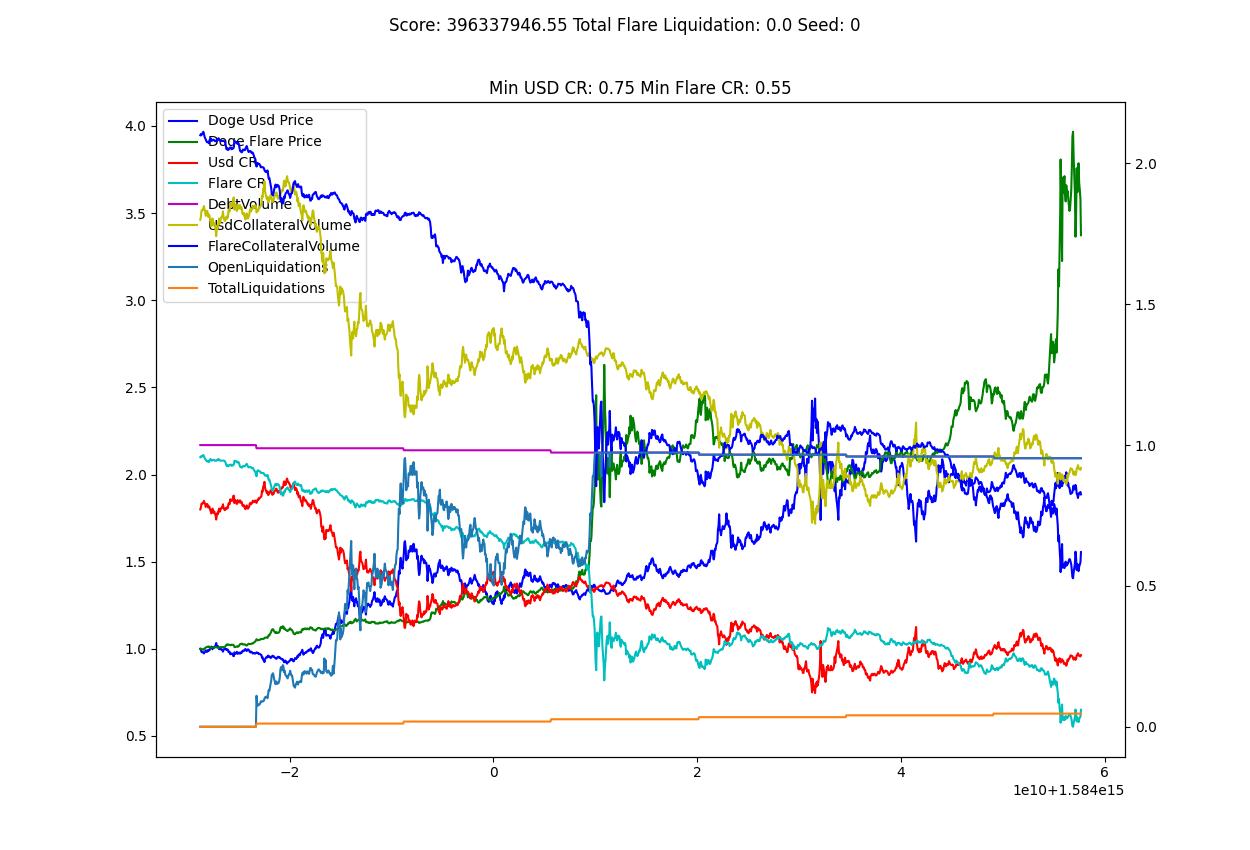 Score: 396337946.55 Total Flare Liquidation: 0.0 Seed: 0
Min USD CR: 0.75 Min Flare CR: 0.55
Doge Usd Price
Doge Flare Price
Usd CR
Flare CR
DebtVolume
UsdCollateralVolume
FlareCollateralVolume
OpenLiquidations
TotalLiquidations
4.0
3.5
3.0
2.5
2.0
1.5
1.0
0.5
2.0
1.5
1.0
0.5
0.0
−2 0 2 4 6
1e10+1.584e15